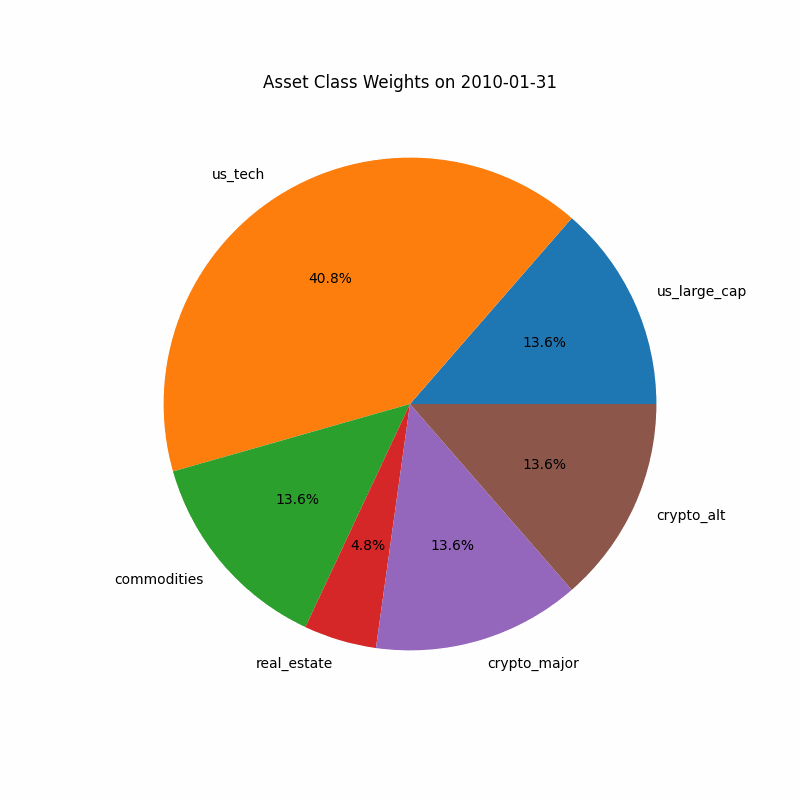 Asset Class Weights on 2010-01-31
us_tech
40.8%
us_large_cap
13.6%
13.6%
commodities
4.8%
real_estate
13.6%
crypto_major
13.6%
crypto_alt